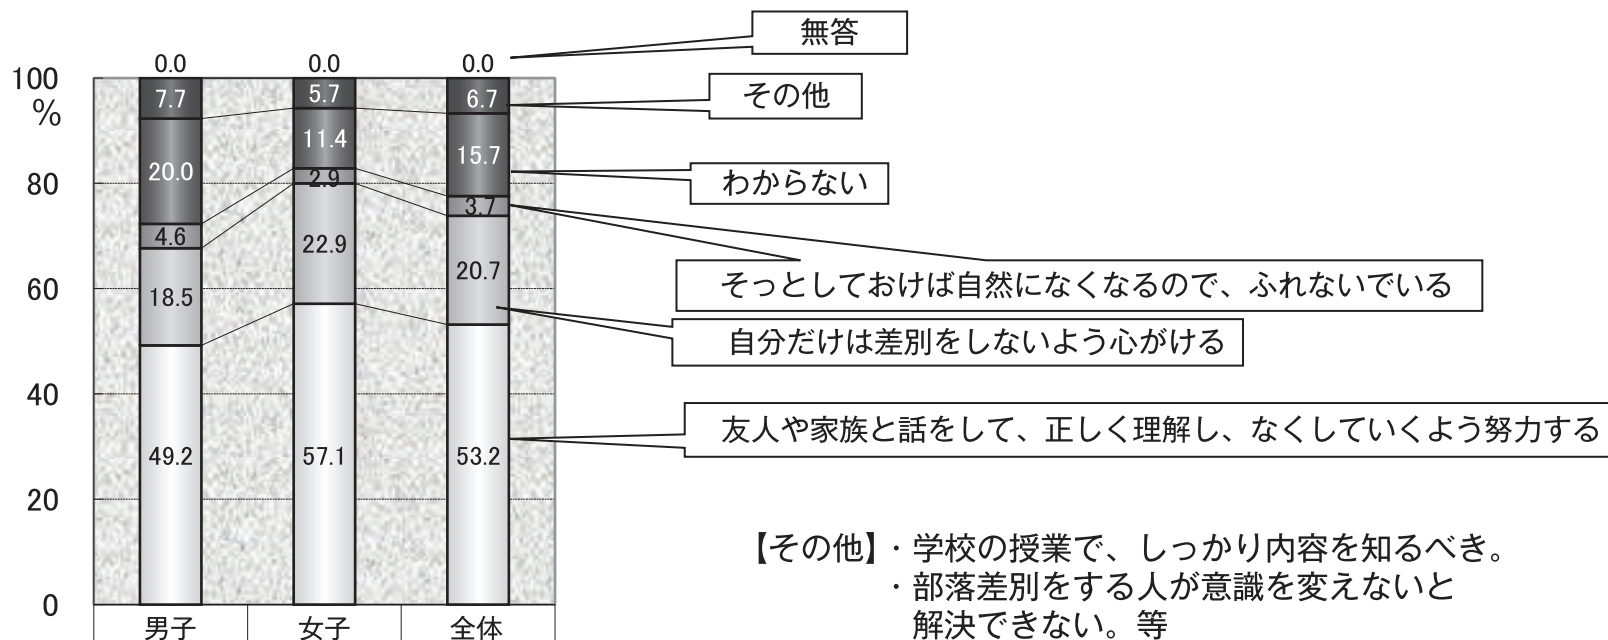 無答
0.0 0.0 0.0
100
%
7.7 5.7 6.7
その他
20.0 11.4 15.7
わからない
80
4.6 2.9 3.7
そっとしておけば自然になくなるので、ふれないでいる
18.5 22.9 20.7
60
自分だけは差別をしないよう心がける
40
49.2 57.1 53.2
友人や家族と話をして、正しく理解し、なくしていくよう努力する
20
0
男子 女子 全体
【その他】・学校の授業で、しっかり内容を知るべき。
・部落差別をする人が意識を変えないと
解決できない。等